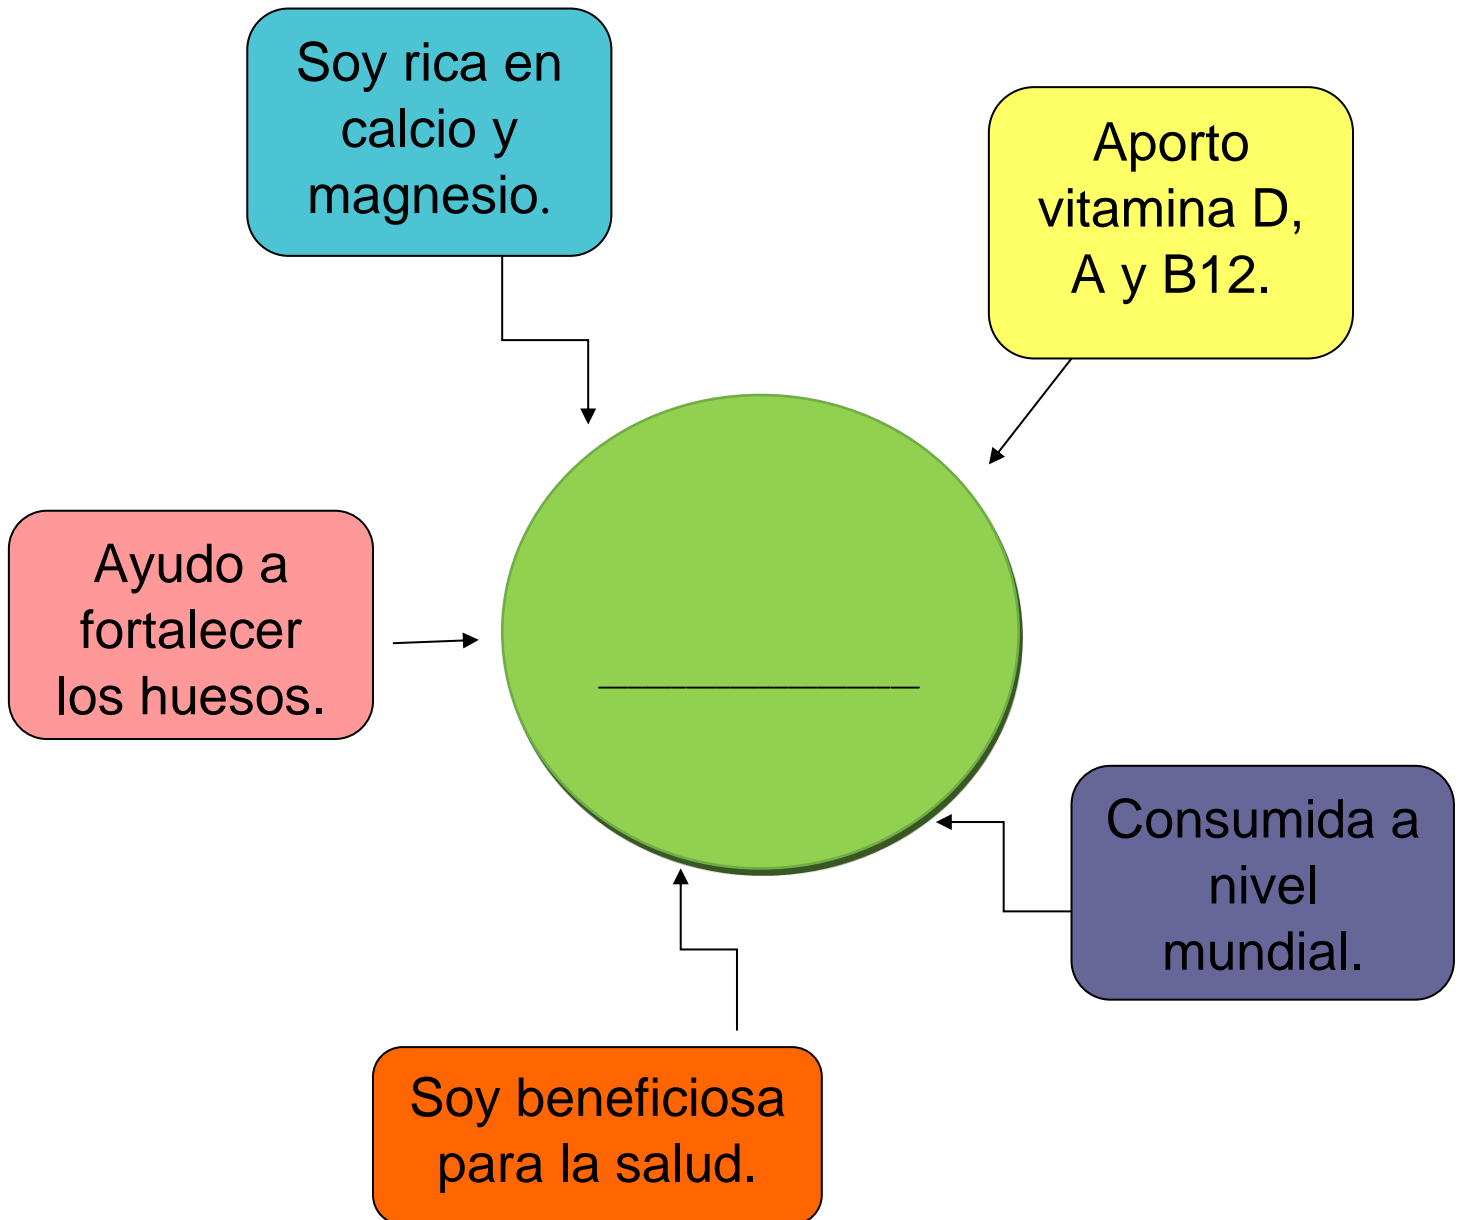 Soy rica en
calcio y
magnesio.
Aporto
vitamina D,
A y B12.
Ayudo a
fortalecer
los huesos.
____________
Consumida a
nivel
mundial.
Soy beneficiosa
para la salud.